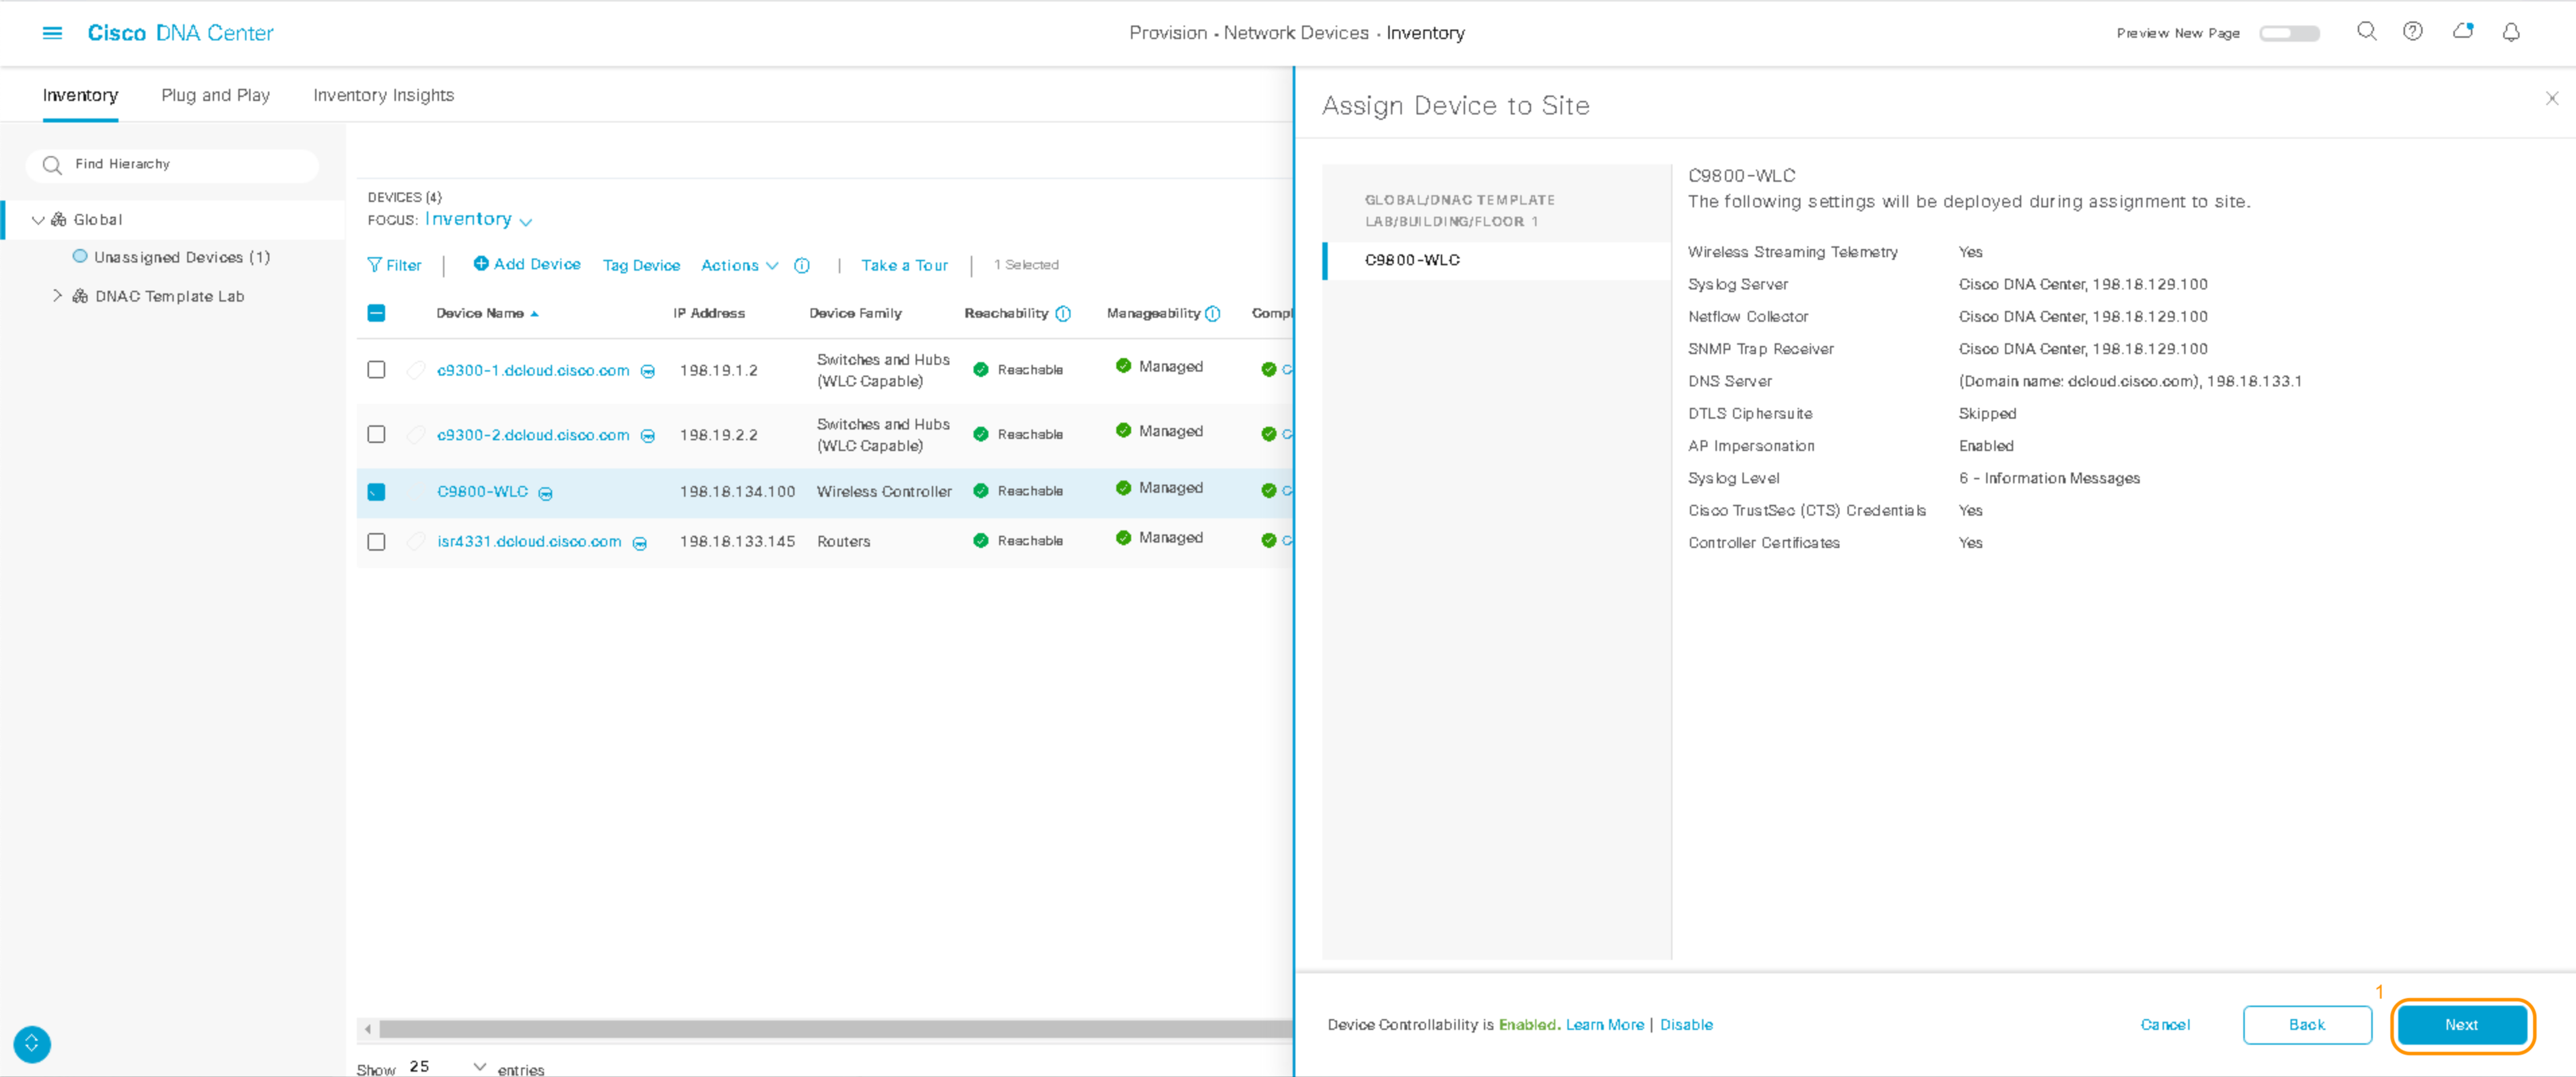 Cisco DNA Center
Provision · Network Devices · Inventory
Preview New Page
Inventory Plug and Play Inventory Insights
Find Hierarchy
Global
Unassigned Devices (1)
DNAC Template Lab
DEVICES (4)
FOCUS: Inventory
Filter | Add Device Tag Device Actions | Take a Tour | 1 Selected
Device Name IP Address Device Family Reachability Manageability Compl
c9300-1.dcloud.cisco.com 198.19.1.2 Switches and Hubs (WLC Capable) Reachable Managed C
c9300-2.dcloud.cisco.com 198.19.2.2 Switches and Hubs (WLC Capable) Reachable Managed C
C9800-WLC 198.18.134.100 Wireless Controller Reachable Managed C
isr4331.dcloud.cisco.com 198.18.133.145 Routers Reachable Managed C
Show 25 entries
Assign Device to Site
GLOBAL/DNAC TEMPLATE
LAB/BUILDING/FLOOR 1
C9800-WLC
C9800-WLC
The following settings will be deployed during assignment to site.
Wireless Streaming Telemetry Yes
Syslog Server Cisco DNA Center, 198.18.129.100
Netflow Collector Cisco DNA Center, 198.18.129.100
SNMP Trap Receiver Cisco DNA Center, 198.18.129.100
DNS Server (Domain name: dcloud.cisco.com), 198.18.133.1
DTLS Ciphersuite Skipped
AP Impersonation Enabled
Syslog Level 6 - Information Messages
Cisco TrustSec (CTS) Credentials Yes
Controller Certificates Yes
1
Device Controllability is Enabled. Learn More | Disable
Cancel Back Next